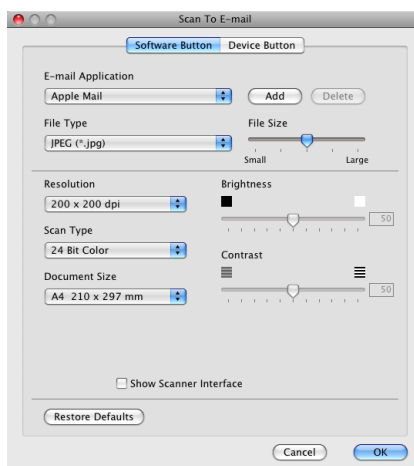 Scan To E-mail
Software Button Device Button
E-mail Application
Apple Mail Add Delete
File Type File Size
JPEG (*.jpg)
Small Large
Resolution Brightness
200 x 200 dpi
50
Scan Type
24 Bit Color
Contrast
Document Size
A4 210 x 297 mm 50
Show Scanner Interface
Restore Defaults
Cancel OK